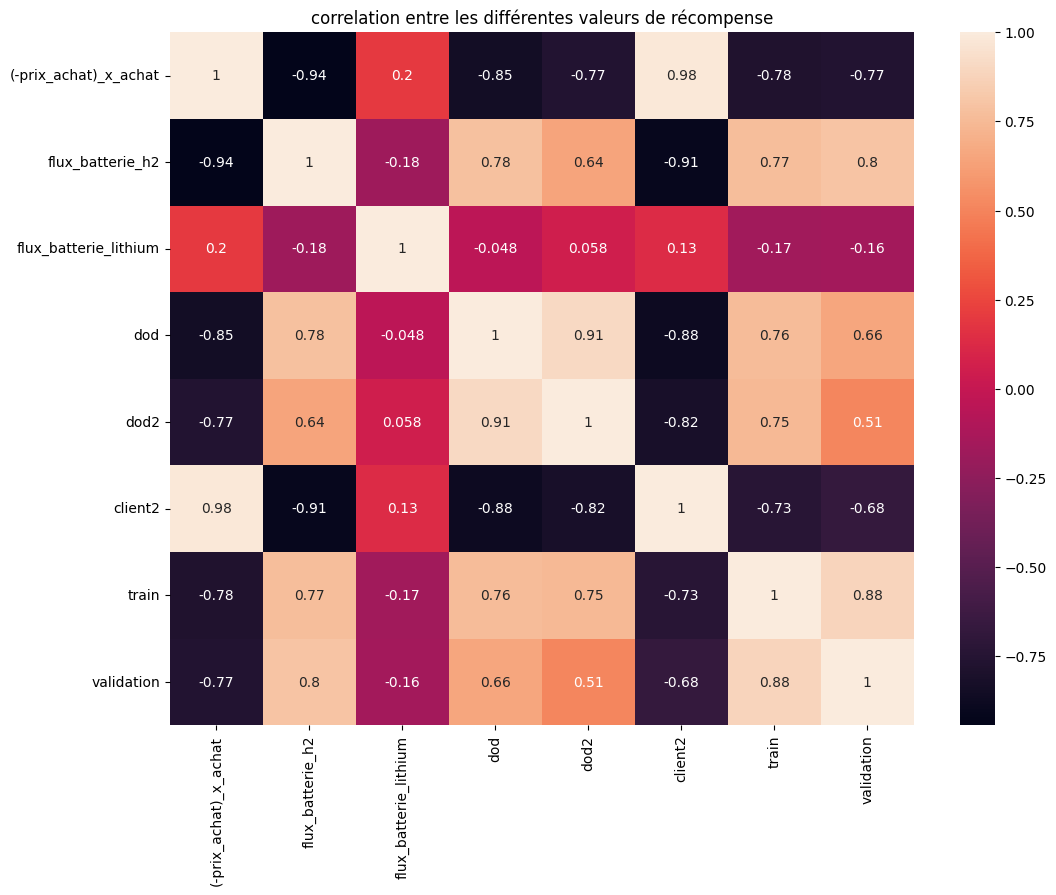 correlation entre les différentes valeurs de récompense
(-prix_achat)_x_achat 1 -0.94 0.2 -0.85 -0.77 0.98 -0.78 -0.77
flux_batterie_h2 -0.94 1 -0.18 0.78 0.64 -0.91 0.77 0.8
flux_batterie_lithium 0.2 -0.18 1 -0.048 0.058 0.13 -0.17 -0.16
dod -0.85 0.78 -0.048 1 0.91 -0.88 0.76 0.66
dod2 -0.77 0.64 0.058 0.91 1 -0.82 0.75 0.51
client2 0.98 -0.91 0.13 -0.88 -0.82 1 -0.73 -0.68
train -0.78 0.77 -0.17 0.76 0.75 -0.73 1 0.88
validation -0.77 0.8 -0.16 0.66 0.51 -0.68 0.88 1
(-prix_achat)_x_achat
flux_batterie_h2
flux_batterie_lithium
dod
dod2
client2
train
validation
1.00
0.75
0.50
0.25
0.00
−0.25
−0.50
−0.75